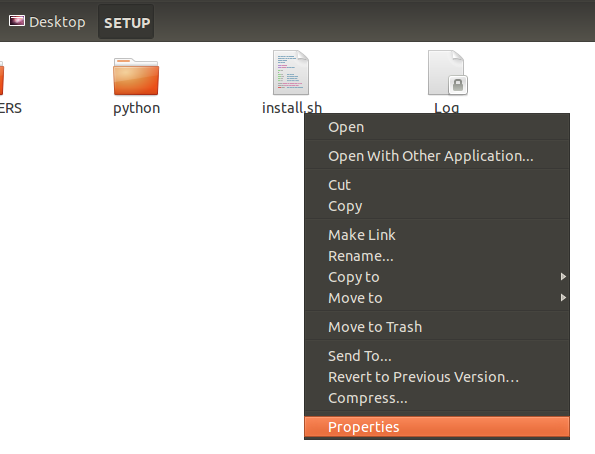 Desktop SETUP
ERS python install.sh Log
Open
Open With Other Application...
Cut
Copy
Make Link
Rename...
Copy to
Move to
Move to Trash
Send To...
Revert to Previous Version...
Compress...
Properties